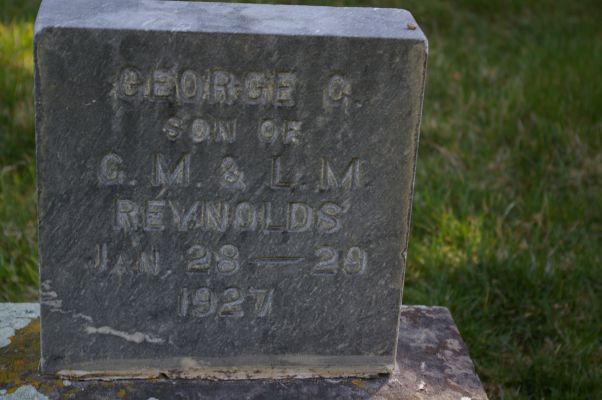 GEORGE C.
SON OF
G. M. & L. M.
REYNOLDS
JAN 28 — 29
1927